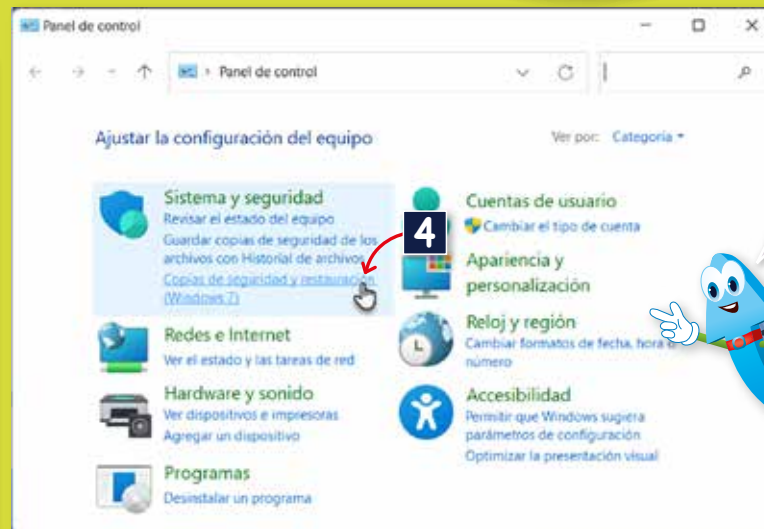 Panel de control
Panel de control
Ajustar la configuración del equipo
Ver por: Categoría
Sistema y seguridad
Revisar el estado del equipo
Guardar copias de seguridad de los
archivos con Historial de archivos
Copias de seguridad y restauración
(Windows 7)
4
Redes e Internet
Ver el estado y las tareas de red
Hardware y sonido
Ver dispositivos e impresoras
Agregar un dispositivo
Programas
Desinstalar un programa
Cuentas de usuario
Cambiar el tipo de cuenta
Apariencia y
personalización
Reloj y región
Cambiar formatos de fecha, hora o
número
Accesibilidad
Permitir que Windows sugiera
parámetros de configuración
Optimizar la presentación visual